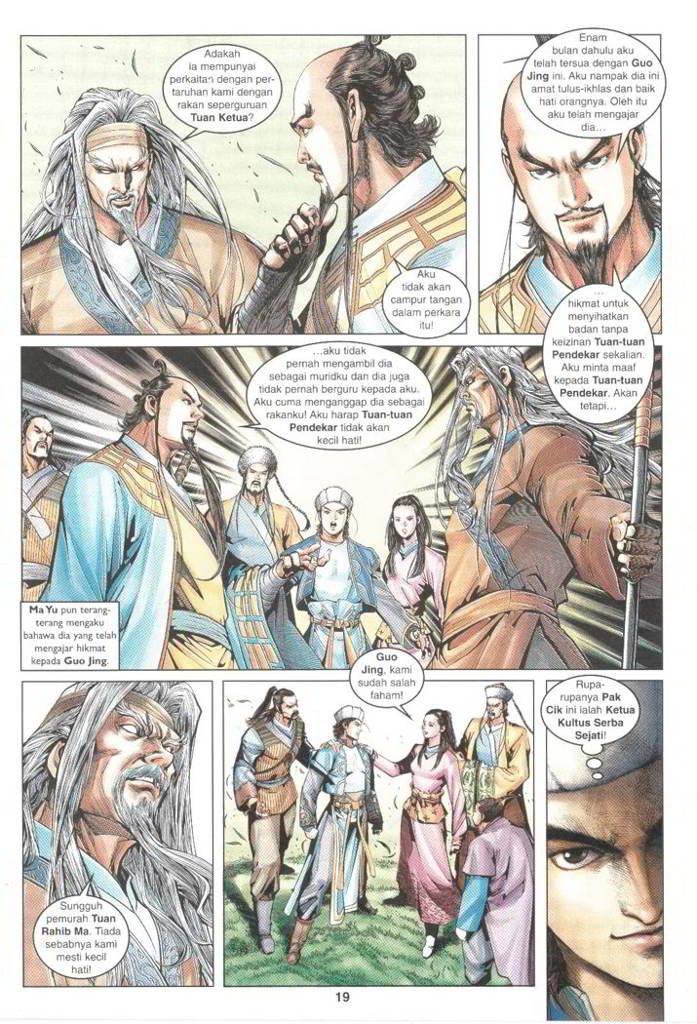 Adakah
ia mempunyai
perkaitan dengan per-
taruhan kami dengan
rakan seperguruan
Tuan Ketua?
Aku
tidak akan
campur tangan
dalam perkara
itu!
Enam
bulan dahulu aku
telah tersua dengan Guo
Jing ini. Aku nampak dia ini
amat tulus-ikhlas dan baik
hati orangnya. Oleh itu
aku telah mengajar
dia...
...
hikmat untuk
menyihatkan
badan tanpa
keizinan Tuan-tuan
Pendekar sekalian.
Aku minta maaf
kepada Tuan-tuan
Pendekar. Akan
tetapi...
...aku tidak
pernah mengambil dia
sebagai muridku dan dia juga
tidak pernah berguru kepada aku.
Aku cuma menganggap dia sebagai
rakanku! Aku harap Tuan-tuan
Pendekar tidak akan
kecil hati!
Ma Yu pun terang-
terang mengaku
bahawa dia yang telah
mengajar hikmat
kepada Guo Jing.
Sungguh
pemurah Tuan
Rahib Ma. Tiada
sebabnya kami
mesti kecil
hati!
Guo
Jing, kami
sudah salah
faham!
Rupa-
rupanya Pak
Cik ini ialah Ketua
Kultus Serba
Sejati!
19